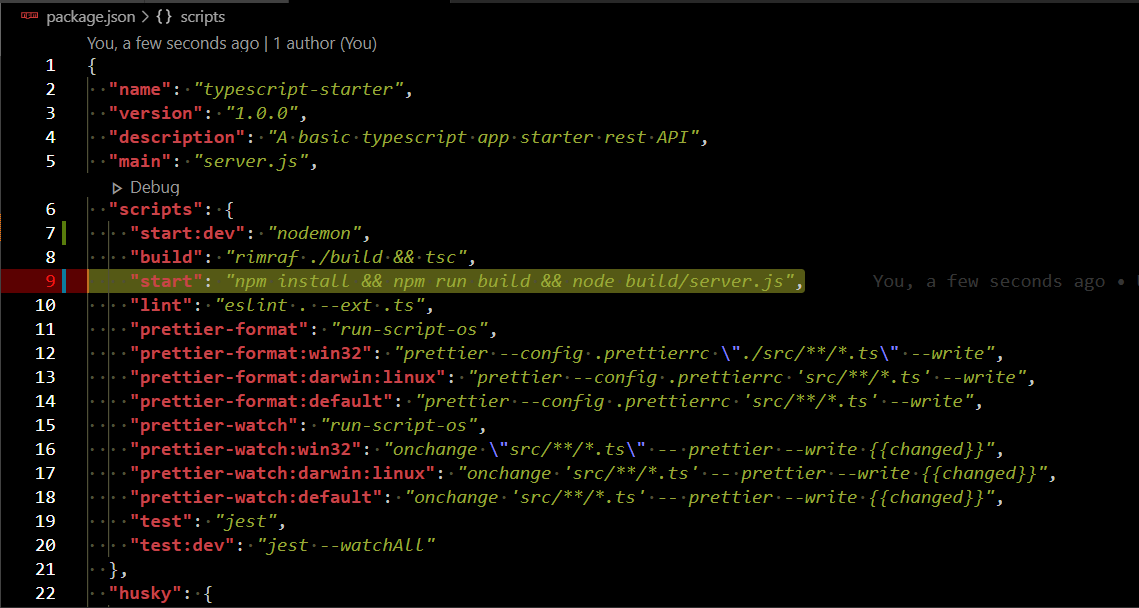 package.json > {} scripts
You, a few seconds ago | 1 author (You)
1 {
2 "name": "typescript-starter",
3 "version": "1.0.0",
4 "description": "A basic typescript app starter rest API",
5 "main": "server.js",
Debug
6 "scripts": {
7 "start:dev": "nodemon",
8 "build": "rimraf ./build && tsc",
9 "start": "npm install && npm run build && node build/server.js", You, a few seconds ago •
10 "lint": "eslint . --ext .ts",
11 "prettier-format": "run-script-os",
12 "prettier-format:win32": "prettier --config .prettierrc \"./src/**/*.ts\" --write",
13 "prettier-format:darwin:linux": "prettier --config .prettierrc 'src/**/*.ts' --write",
14 "prettier-format:default": "prettier --config .prettierrc 'src/**/*.ts' --write",
15 "prettier-watch": "run-script-os",
16 "prettier-watch:win32": "onchange \"src/**/*.ts\" -- prettier --write {{changed}}",
17 "prettier-watch:darwin:linux": "onchange 'src/**/*.ts' -- prettier --write {{changed}}",
18 "prettier-watch:default": "onchange 'src/**/*.ts' -- prettier --write {{changed}}",
19 "test": "jest",
20 "test:dev": "jest --watchAll"
21 },
22 "husky": {